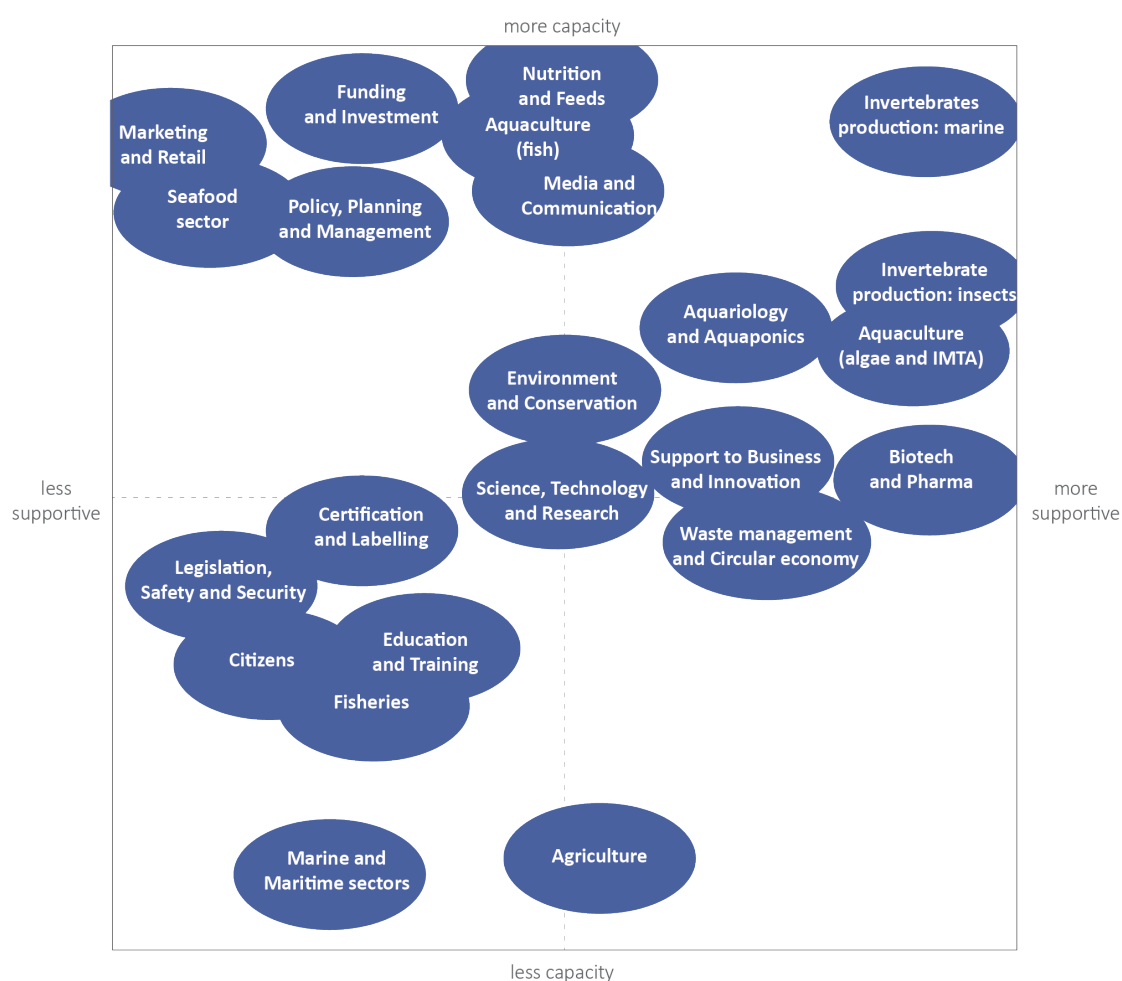 more capacity
Nutrition
and Feeds
Funding
and Investment
Invertebrates
production: marine
Marketing
and Retail
Aquaculture
(fish)
Media and
Communication
Seafood
sector
Policy, Planning
and Management
Invertebrate
production: insects
Aquariology
and Aquaponics
Aquaculture
(algae and IMTA)
Environment
and Conservation
Support to Business
and Innovation
Biotech
and Pharma
Science, Technology
and Research
less
supportive
more
supportive
Certification
and Labelling
Waste management
and Circular economy
Legislation,
Safety and Security
Citizens
Education
and Training
Fisheries
Marine and
Maritime sectors
Agriculture
less capacity